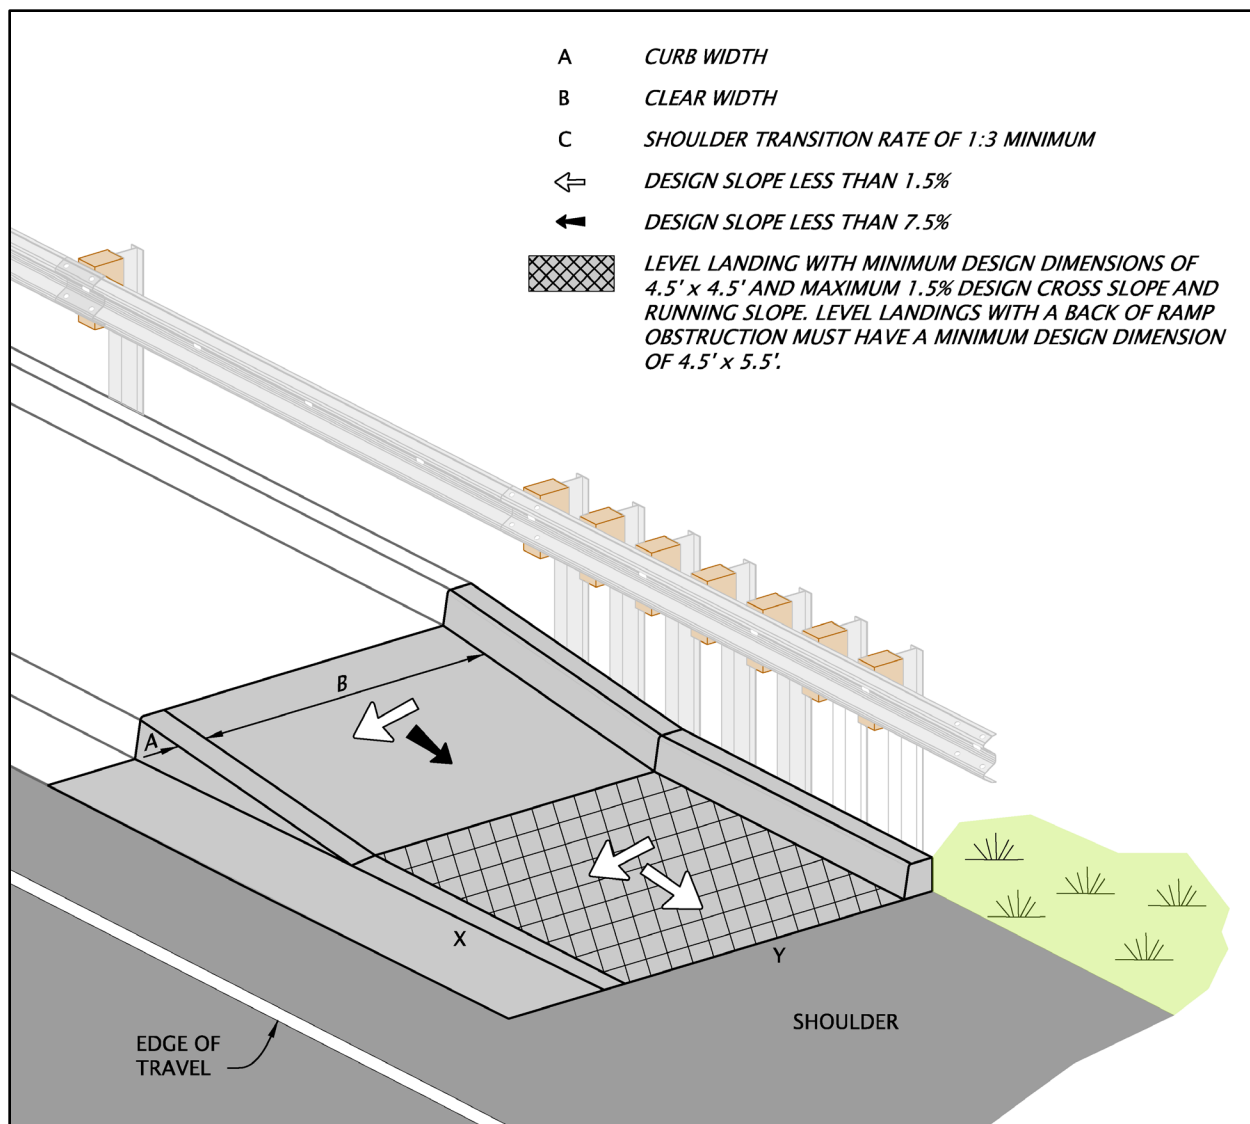 A CURB WIDTH
B CLEAR WIDTH
C SHOULDER TRANSITION RATE OF 1:3 MINIMUM
DESIGN SLOPE LESS THAN 1.5%
DESIGN SLOPE LESS THAN 7.5%
LEVEL LANDING WITH MINIMUM DESIGN DIMENSIONS OF
4.5' x 4.5' AND MAXIMUM 1.5% DESIGN CROSS SLOPE AND
RUNNING SLOPE. LEVEL LANDINGS WITH A BACK OF RAMP
OBSTRUCTION MUST HAVE A MINIMUM DESIGN DIMENSION
OF 4.5' x 5.5'.
B
A
X
Y
SHOULDER
EDGE OF
TRAVEL